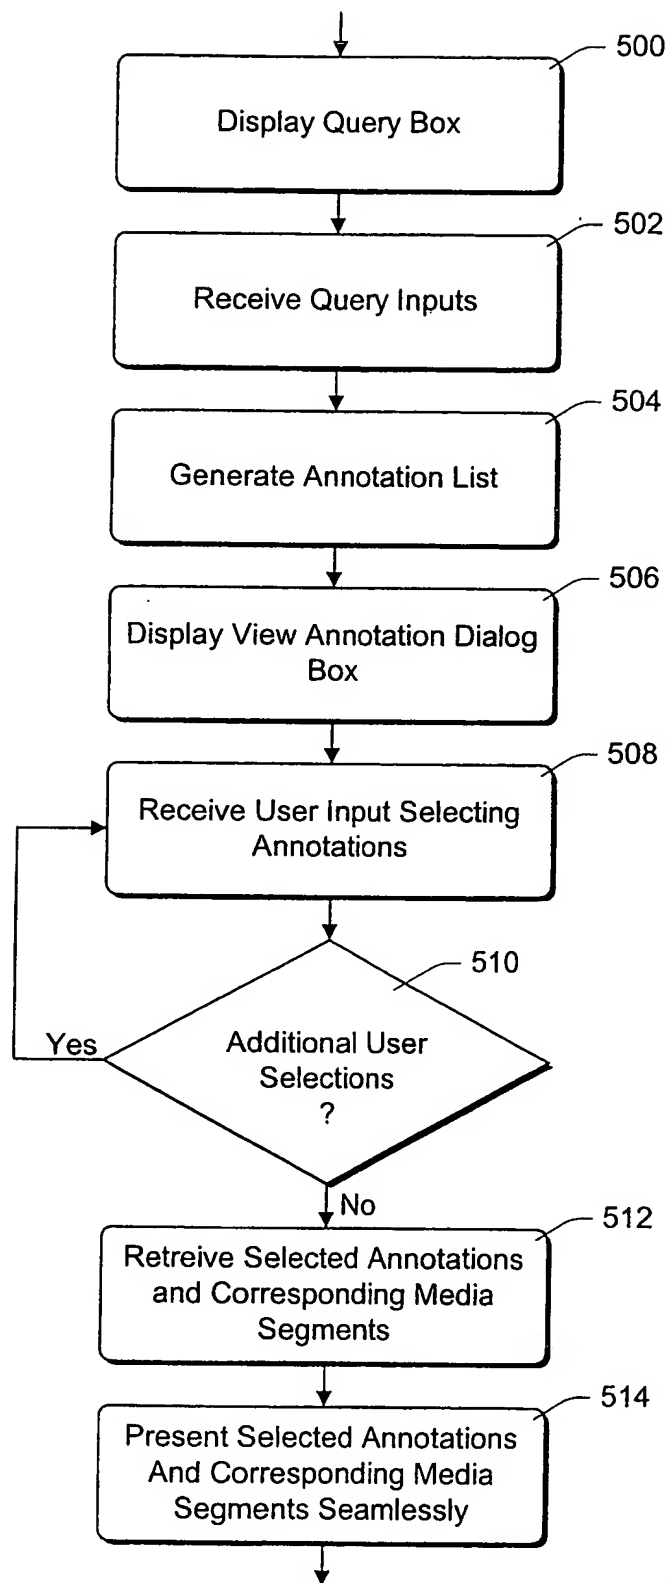 500
Display Query Box
502
Receive Query Inputs
504
Generate Annotation List
506
Display View Annotation Dialog
Box
508
Receive User Input Selecting
Annotations
510
Yes
Additional User
Selections
?
No
512
Retreive Selected Annotations
and Corresponding Media
Segments
514
Present Selected Annotations
And Corresponding Media
Segments Seamlessly